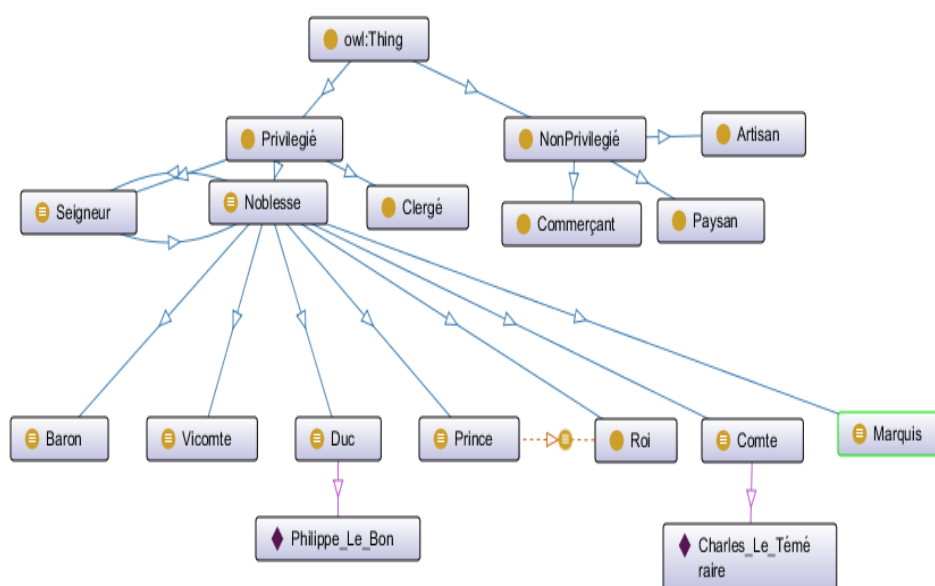 owl:Thing
Privilegié
NonPrivilegié
Artisan
Seigneur
Noblesse
Clergé
Commerçant
Paysan
Baron
Vicomte
Duc
Prince
Roi
Comte
Marquis
Philippe_Le_Bon
Charles_Le_Témé
raire